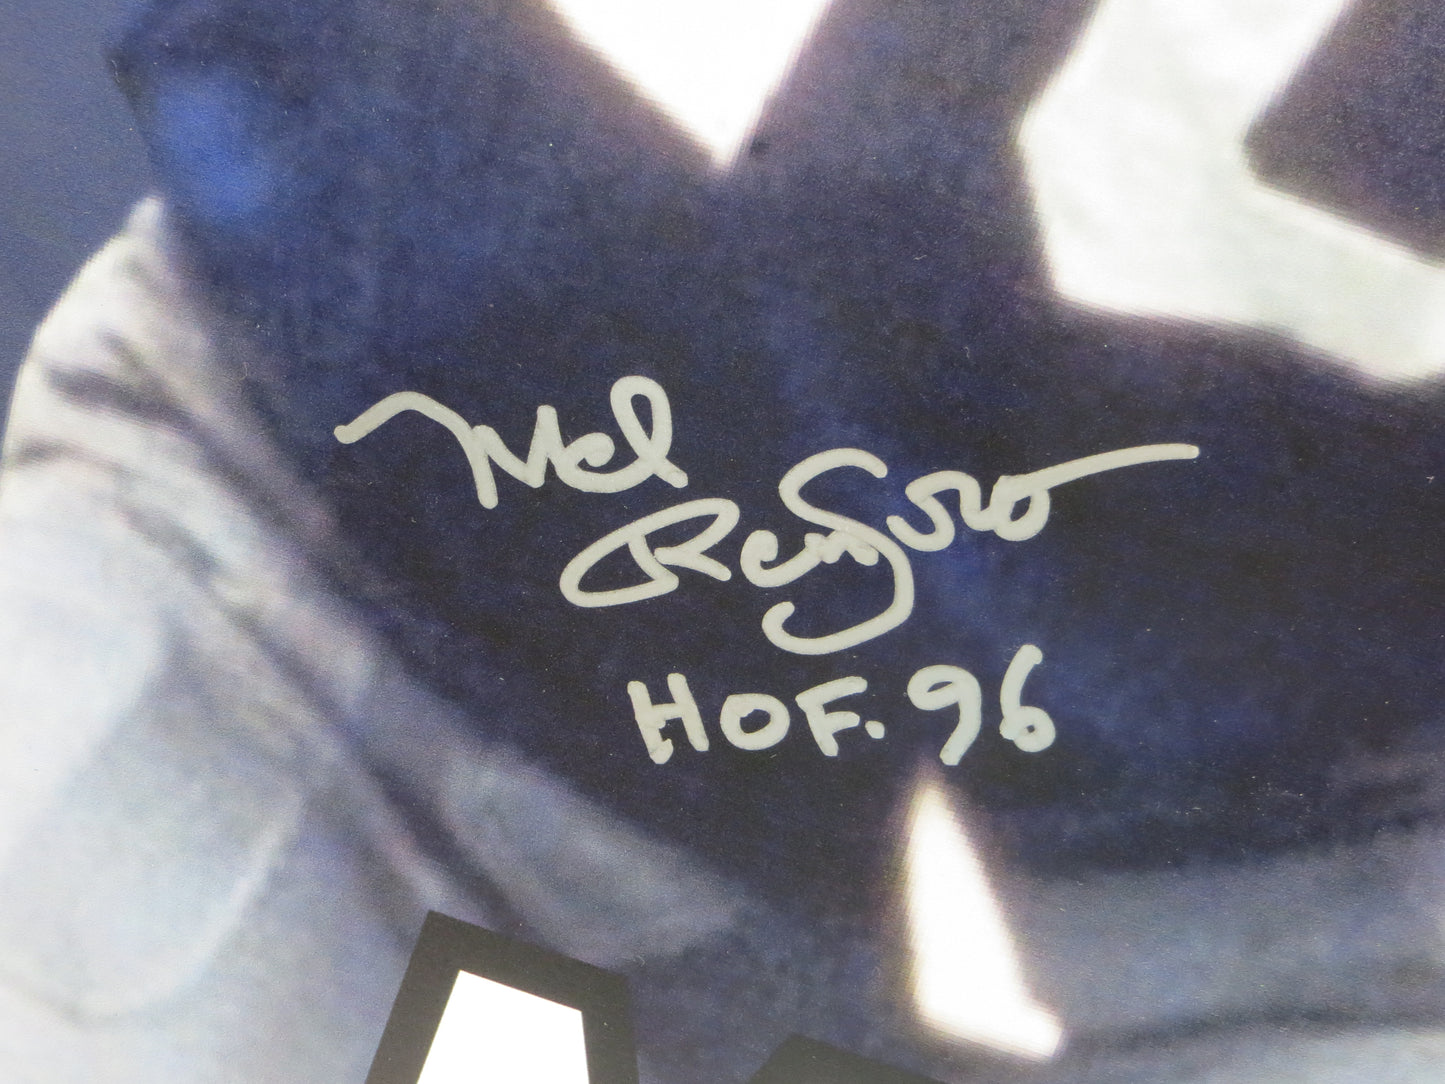 Mel
Renfro
HOF. 96